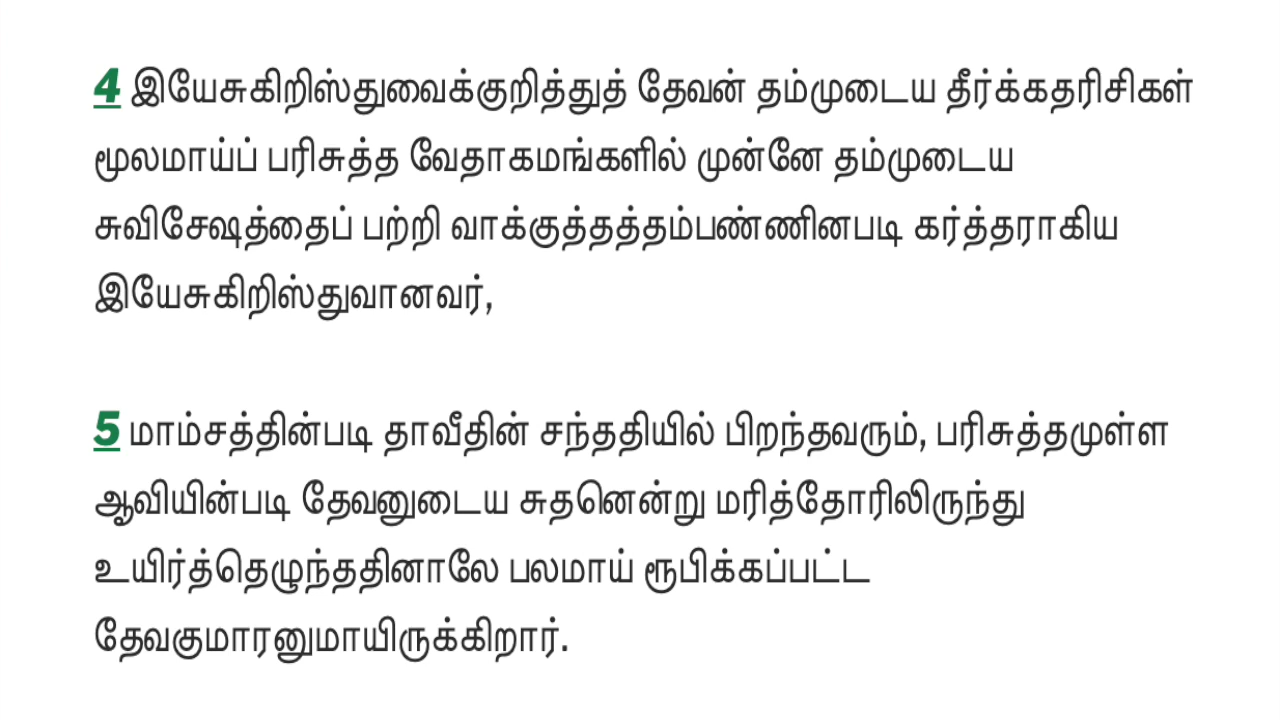 4 இயேசுகிறிஸ்துவைக்குறித்துத் தேவன் தம்முடைய தீர்க்கதரிசிகள்
மூலமாய்ப் பரிசுத்த வேதாகமங்களில் முன்னே தம்முடைய
சுவிசேஷத்தைப் பற்றி வாக்குத்தத்தம்பண்ணினபடி கர்த்தராகிய
இயேசுகிறிஸ்துவானவர்,
5 மாம்சத்தின்படி தாவீதின் சந்ததியில் பிறந்தவரும், பரிசுத்தமுள்ள
ஆவியின்படி தேவனுடைய சுதனென்று மரித்தோரிலிருந்து
உயிர்த்தெழுந்ததினாலே பலமாய் ரூபிக்கப்பட்ட
தேவகுமாரனுமாயிருக்கிறார்.